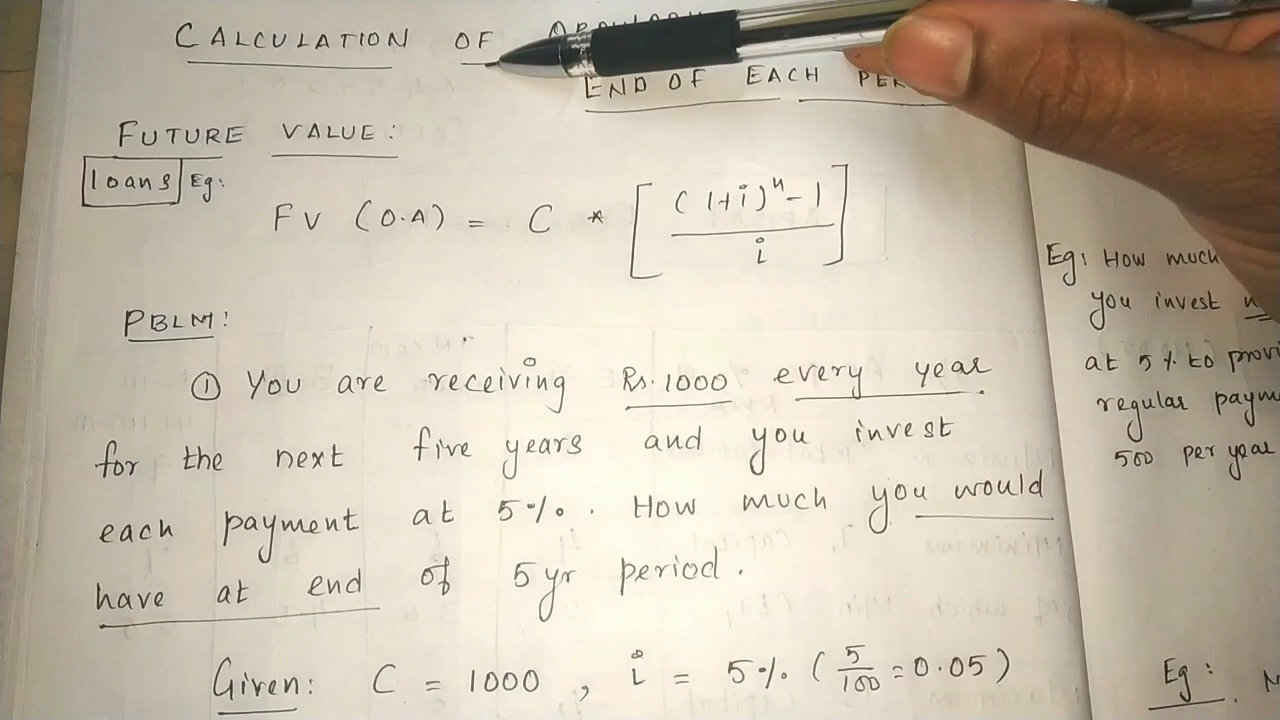 CALCULATION OF
END OF EACH
FUTURE VALUE:
loans Eg:
FV (O.A) = C * [ (1+i)^n - 1 / i ]
PBLM:
① You are receiving Rs. 1000 every year
for the next five years and you invest
each payment at 5%. How much you would
have at end of 5 yr period.
Given: C = 1000, i = 5% (5/100 = 0.05)
Eg: How much
you invest
at 5% to
regular
500 per year
Eg: